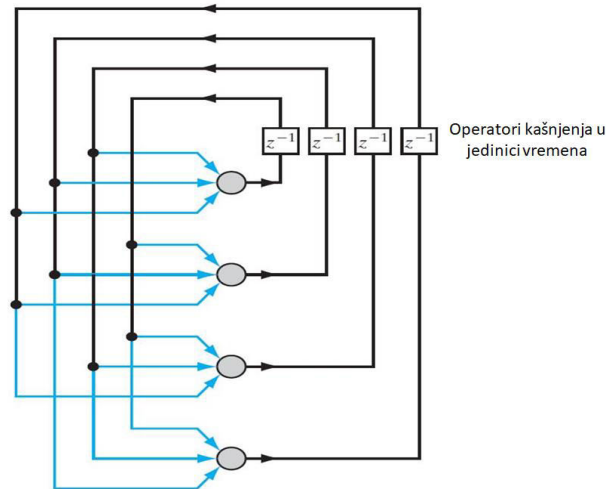 z⁻¹ z⁻¹ z⁻¹ z⁻¹
Operatori kašnjenja u
jedinici vremena